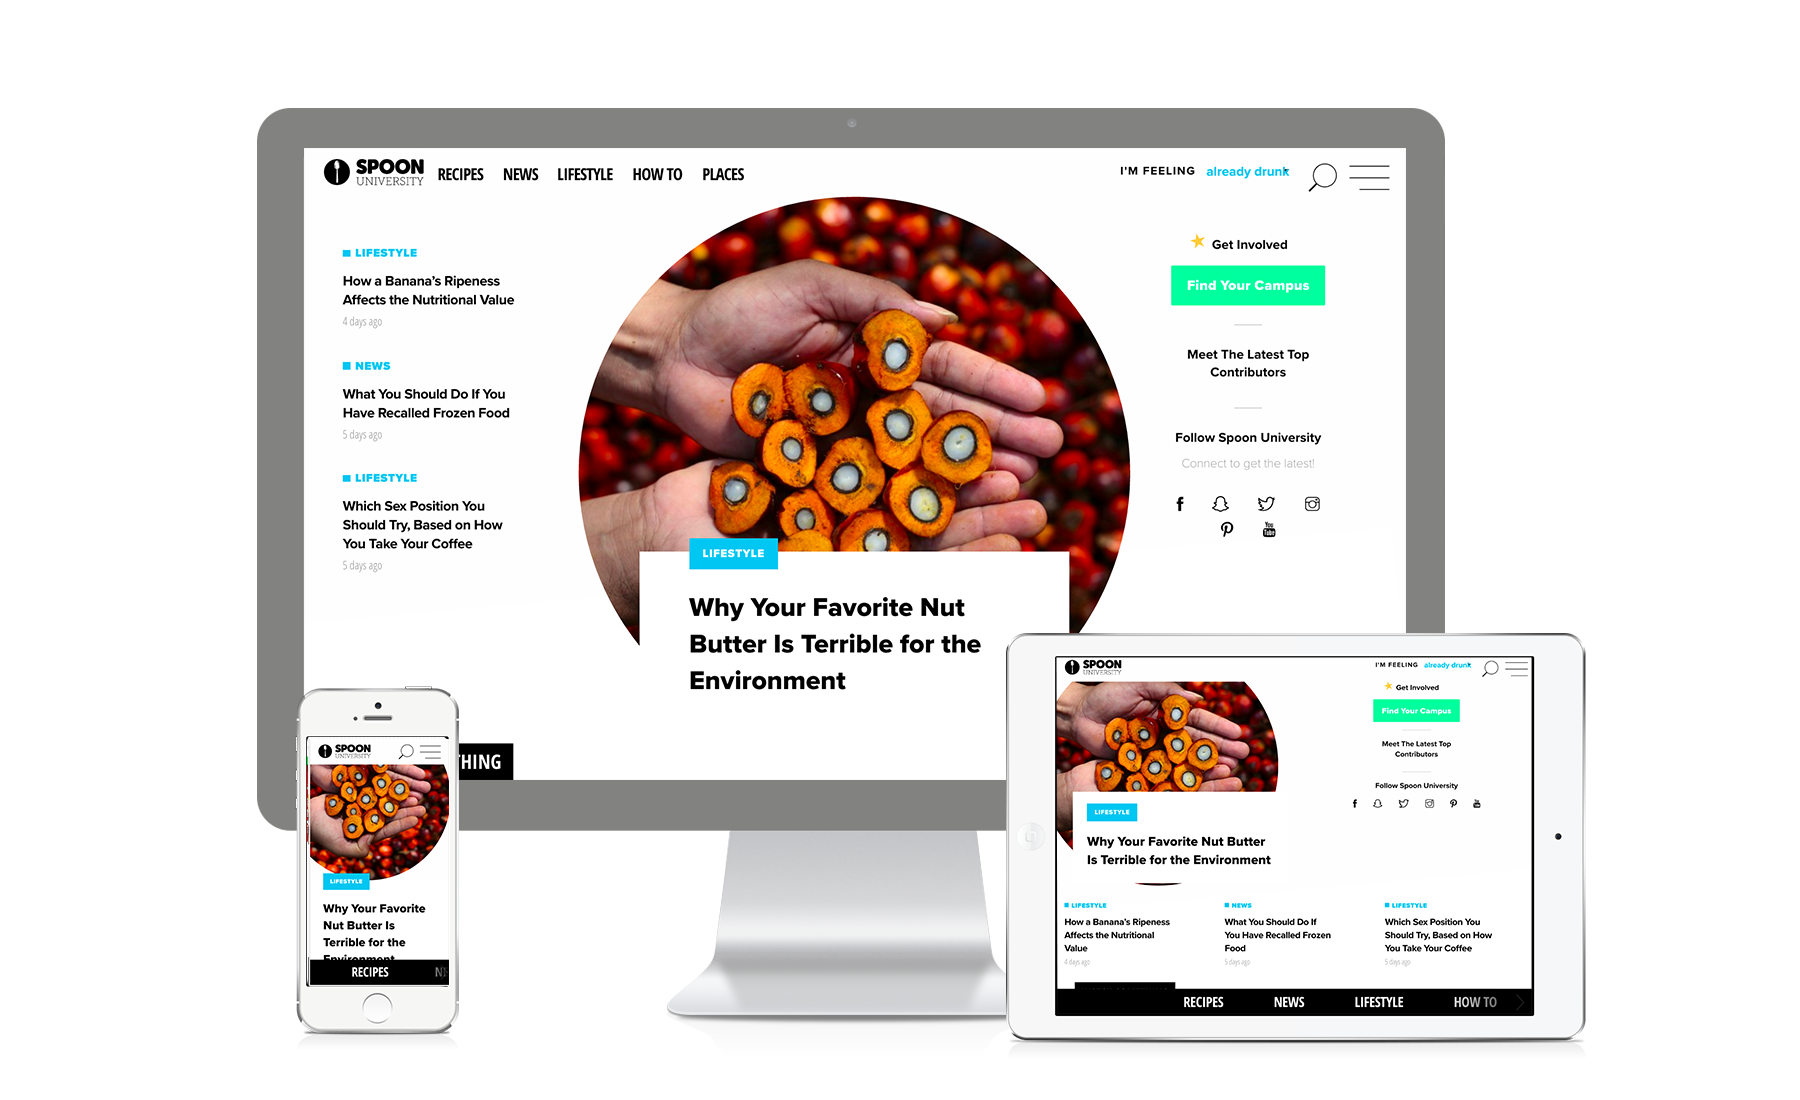 SPOON
UNIVERSITY
RECIPES NEWS LIFESTYLE HOW TO PLACES
I'M FEELING already drunk
LIFESTYLE
How a Banana's Ripeness
Affects the Nutritional Value
4 days ago
NEWS
What You Should Do If You
Have Recalled Frozen Food
5 days ago
LIFESTYLE
Which Sex Position You
Should Try, Based on How
You Take Your Coffee
5 days ago
LIFESTYLE
Why Your Favorite Nut
Butter Is Terrible for the
Environment
Get Involved
Find Your Campus
Meet The Latest Top
Contributors
Follow Spoon University
Connect to get the latest!
You
Tube
THING
SPOON
UNIVERSITY
LIFESTYLE
Why Your Favorite
Nut Butter Is
Terrible for the
Environment
RECIPES
SPOON
UNIVERSITY
I'M FEELING already drunk
Get Involved
Find Your Campus
Meet The Latest Top
Contributors
Follow Spoon University
LIFESTYLE
Why Your Favorite Nut Butter
Is Terrible for the Environment
LIFESTYLE
How a Banana's Ripeness
Affects the Nutritional
Value
4 days ago
NEWS
What You Should Do If
You Have Recalled Frozen
Food
5 days ago
LIFESTYLE
Which Sex Position You
Should Try, Based on How
You Take Your Coffee
5 days ago
RECIPES NEWS LIFESTYLE HOW TO